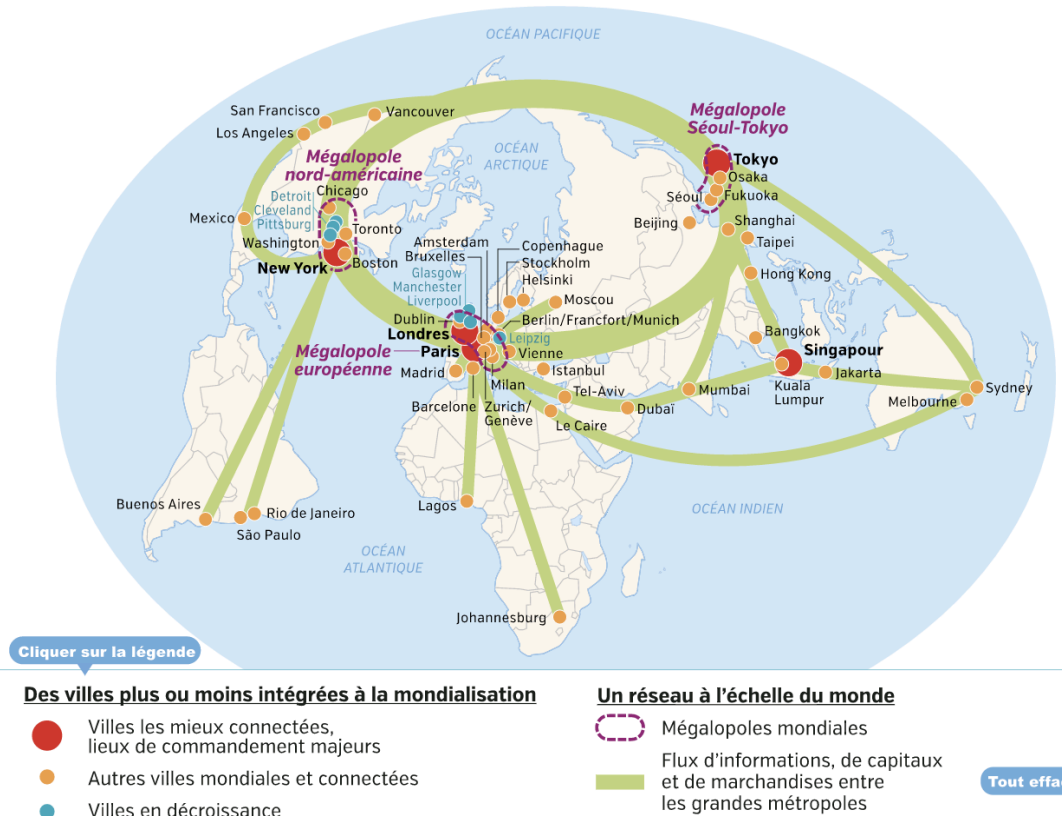 OCÉAN PACIFIQUE
San Francisco
Vancouver
Los Angeles
Mégalopole
Séoul-Tokyo
OCÉAN
ARCTIQUE
Mégalopole
nord-américaine
Tokyo
Osaka
Chicago
Detroit
Cleveland
Pittsburg
Séoul
Fukuoka
Mexico
Toronto
Beijing
Shanghai
Washington
Taipei
New York
Boston
Amsterdam
Bruxelles
Copenhague
Stockholm
Helsinki
Glasgow
Manchester
Liverpool
Hong Kong
Moscou
Dublin
Berlin/Francfort/Munich
Londres
Leipzig
Bangkok
Mégalopole
européenne
Paris
Vienne
Singapour
Madrid
Istanbul
Jakarta
Milan
Tel-Aviv
Mumbai
Kuala
Lumpur
Sydney
Melbourne
Barcelone
Zurich/
Genève
Dubaï
Le Caire
Buenos Aires
Lagos
Rio de Janeiro
São Paulo
OCÉAN INDIEN
OCÉAN
ATLANTIQUE
Johannesburg
Cliquer sur la légende
Des villes plus ou moins intégrées à la mondialisation
Villes les mieux connectées,
lieux de commandement majeurs
Autres villes mondiales et connectées
Villes en décroissance
Un réseau à l'échelle du monde
Mégalopoles mondiales
Flux d'informations, de capitaux
et de marchandises entre
les grandes métropoles
Tout effa